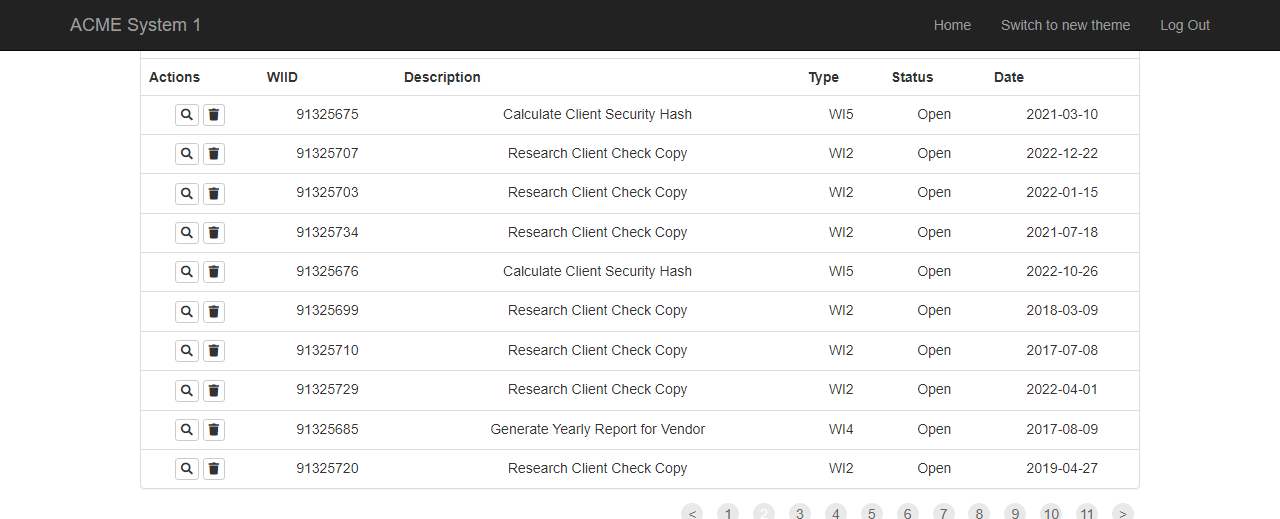 ACME System 1 Home Switch to new theme Log Out
Actions WIID Description Type Status Date
91325675 Calculate Client Security Hash WI5 Open 2021-03-10
91325707 Research Client Check Copy WI2 Open 2022-12-22
91325703 Research Client Check Copy WI2 Open 2022-01-15
91325734 Research Client Check Copy WI2 Open 2021-07-18
91325676 Calculate Client Security Hash WI5 Open 2022-10-26
91325699 Research Client Check Copy WI2 Open 2018-03-09
91325710 Research Client Check Copy WI2 Open 2017-07-08
91325729 Research Client Check Copy WI2 Open 2022-04-01
91325685 Generate Yearly Report for Vendor WI4 Open 2017-08-09
91325720 Research Client Check Copy WI2 Open 2019-04-27
< 1 2 3 4 5 6 7 8 9 10 11 >